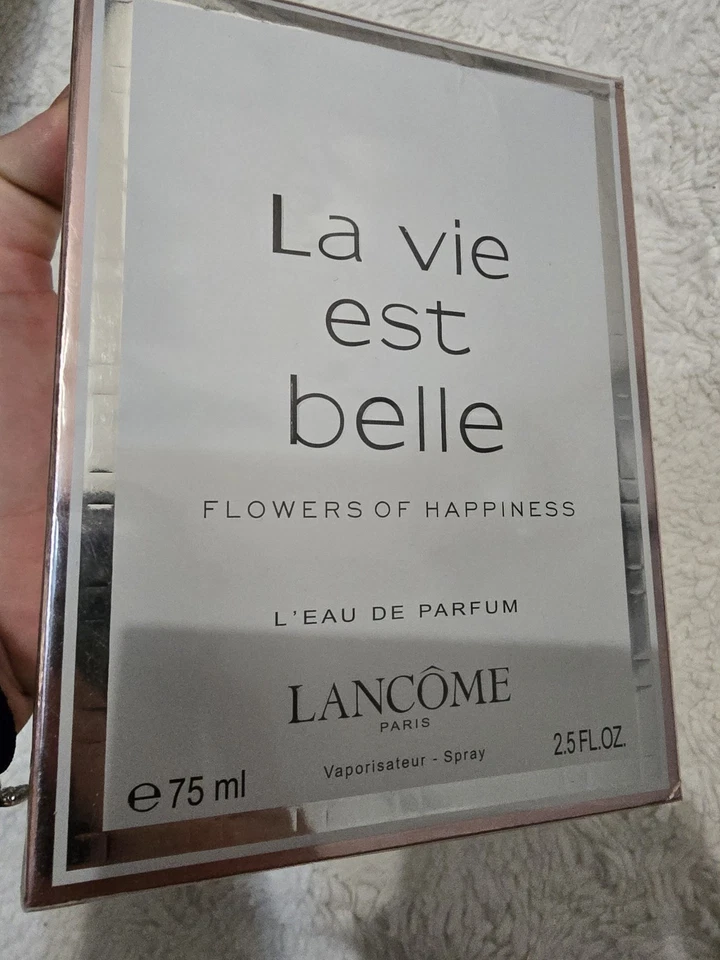 La vie
est
belle
FLOWERS OF HAPPINESS
L'EAU DE PARFUM
LANCÔME
PARIS
Vaporisateur - Spray
℮ 75 ml
2.5 FL.OZ.